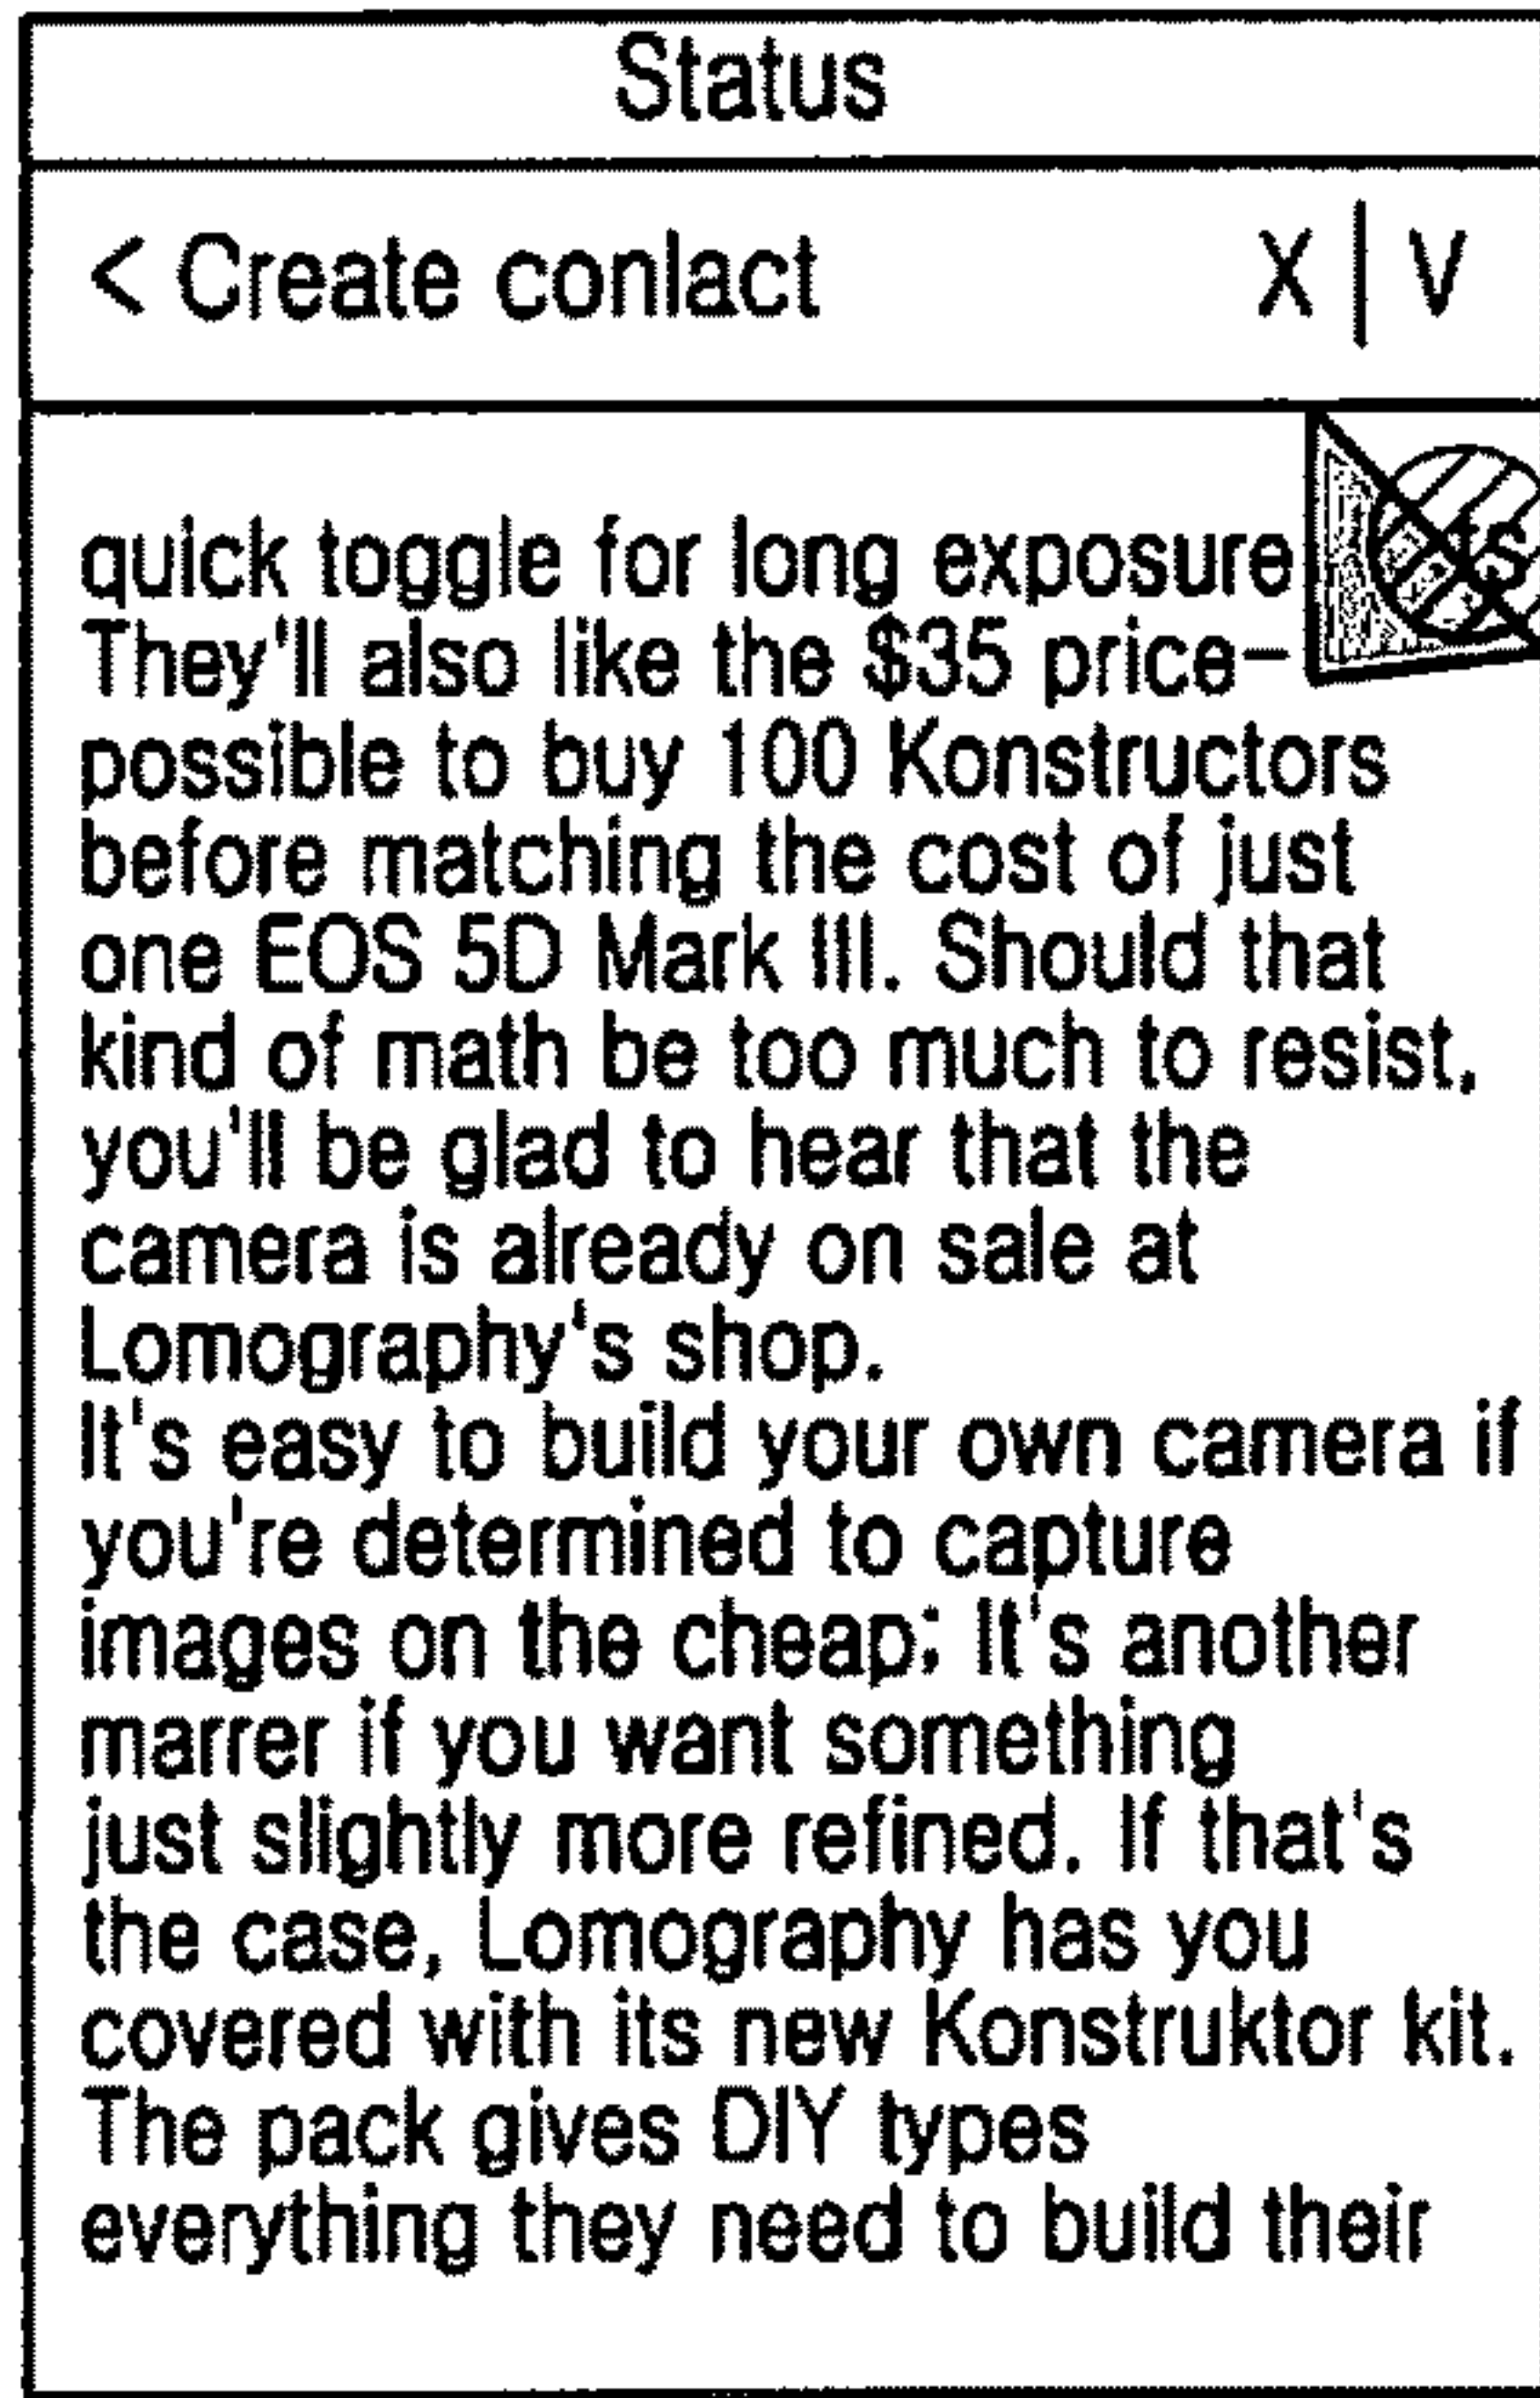 Status
< Create conlact X | V
quick toggle for long exposure
They'll also like the $35 price-
possible to buy 100 Konstructors
before matching the cost of just
one EOS 5D Mark III. Should that
kind of math be too much to resist,
you'll be glad to hear that the
camera is already on sale at
Lomography's shop.
It's easy to build your own camera if
you're determined to capture
images on the cheap; It's another
marrer if you want something
just slightly more refined. If that's
the case, Lomography has you
covered with its new Konstruktor kit.
The pack gives DIY types
everything they need to build their